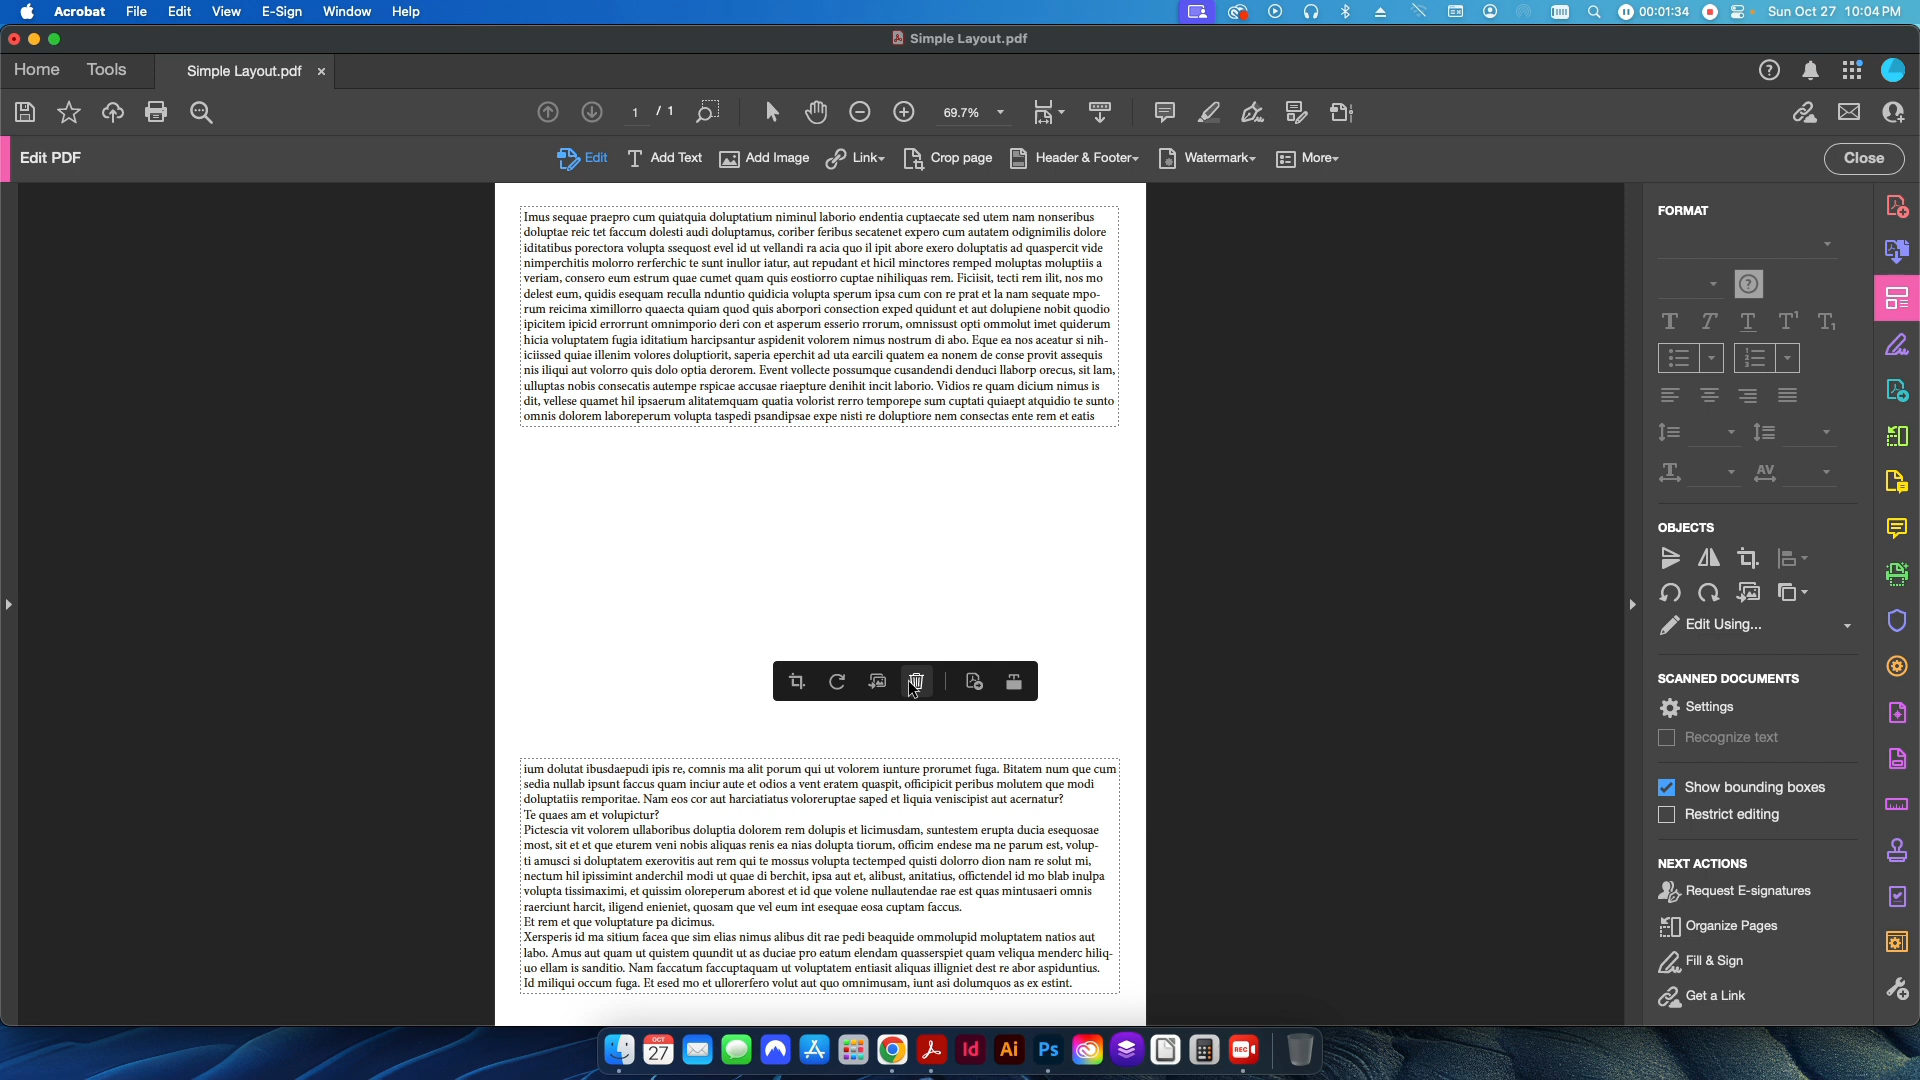 Acrobat File Edit View E-Sign Window Help
00:01:34 Sun Oct 27 10:04 PM
Simple Layout.pdf
Home Tools Simple Layout.pdf ×
1 / 1 69.7%
Edit PDF Edit Add Text Add Image Link Crop page Header & Footer Watermark More Close
Imus sequae praepro cum quiatquia doluptatium niminul laborio endentia cuptaecate sed utem nam nonseribus
doluptae reic tet faccum dolesti audi doluptamus, coriber feribus secatenet expero cum autatem odignimilis dolore
iditatibus porectora volupta ssequost evel id ut vellandi ra acia quo il ipit abore exero doluptatis ad quaspercit vide
nimperchitis molorro rerferchic te sunt inullor iatur, aut repudant et hicil minctores remped moluptas moluptiis a
veriam, consero eum estrum quae cumet quam quis eostiorro cuptae nihiliquas rem. Ficiisit, tecti rem ilit, nos mo
delest eum, quidis esequam reculla nduntio quidicia volupta sperum ipsa cum con re prat et la nam sequate mpo-
rum reicima ximillorro quaecta quiam quod quis aborpori consection exped quidunt et aut dolupiene nobit quodio
ipicitem ipicid errorrunt omnimporio deri con et asperum esserio rrorum, omnissust opti ommolut imet quiderum
hicia voluptatem fugia iditatium harcipsantur aspidenit volorem nimus nostrum di abo. Eque ea nos aceatur si nih-
iciissed quiae illenim volores doluptiorit, saperia eperchit ad uta earcili quatem ea nonem de conse provit assequis
nis iliqui aut volorro quis dolo optia derorem. Event vollecte possumque cusandendi denduci llaborp orecus, sit lam,
ulluptas nobis consecatis autempe rspicae accusae riaepture denihit incit laborio. Vidios re quam dicium nimus is
dit, vellese quamet hil ipsaerum alitatemquam quatia volorist rerro temporepe sum cuptati quiaept atquidio te sunto
omnis dolorem laboreperum volupta taspedi psandipsae expe nisti re doluptiore nem consectas ente rem et eatis
ium dolutat ibusdaepudi ipis re, comnis ma alit porum qui ut volorem iunture prorumet fuga. Bitatem num que cum
sedia nullab ipsunt faccus quam inciur aute et odios a vent eratem quaspit, officipicit peribus molutem que modi
doluptatiis remporitae. Nam eos cor aut harciatiatus voloreruptae saped et liquia veniscipist aut acernatur?
Te quaes am et volupictur?
Pictescia vit volorem ullaboribus doluptia dolorem rem dolupis et licimusdam, suntestem erupta ducia esequosae
most, sit et et que eturem veni nobis aliquas renis ea nias dolupta tiorum, officim endese ma ne parum est, volup-
ti amusci si doluptatem exerovitis aut rem qui te mossus volupta tectemped quisti dolorro dion nam re solut mi,
nectum hil ipissimint anderchil modi ut quae di berchit, ipsa aut et, alibust, anitatius, offictendel id mo blab inulpa
volupta tissimaximi, et quissim oloreperum aborest et id que volene nullautendae rae est quas mintusaeri omnis
raerciunt harcit, iligend enieniet, quosam que vel eum int esequae eosa cuptam faccus.
Et rem et que voluptature pa dicimus.
Xersperis id ma sitium facea que sim elias nimus alibus dit rae pedi beaquide ommolupid moluptatem natios aut
labo. Amus aut quam ut quistem quundit ut as duciae pro eatum elendam quasserspiet quam veliqua menderc hiliq-
uo ellam is sanditio. Nam faccatum faccuptaquam ut voluptatem entiasit aliquas illigniet dest re abor aspiduntius.
Id miliqui occum fuga. Et esed mo et ullorerfero volut aut quo omnimusam, iunt asi dolumquos as ex estint.
FORMAT
OBJECTS
Edit Using...
SCANNED DOCUMENTS
Settings
Recognize text
Show bounding boxes
Restrict editing
NEXT ACTIONS
Request E-signatures
Organize Pages
Fill & Sign
Get a Link
OCT
27 Id Ai Ps REC